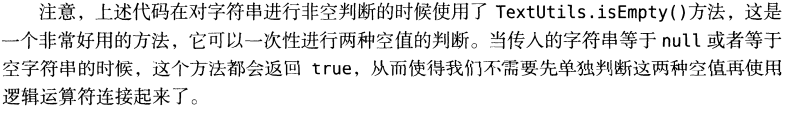 注意，上述代码在对字符串进行非空判断的时候使用了 TextUtils.isEmpty()方法，这是
一个非常好用的方法，它可以一次性进行两种空值的判断。当传人的字符串等于 null 或者等于
空字符串的时候，这个方法都会返回 true，从而使得我们不需要先单独判断这两种空值再使用
逻辑运算符连接起来了。